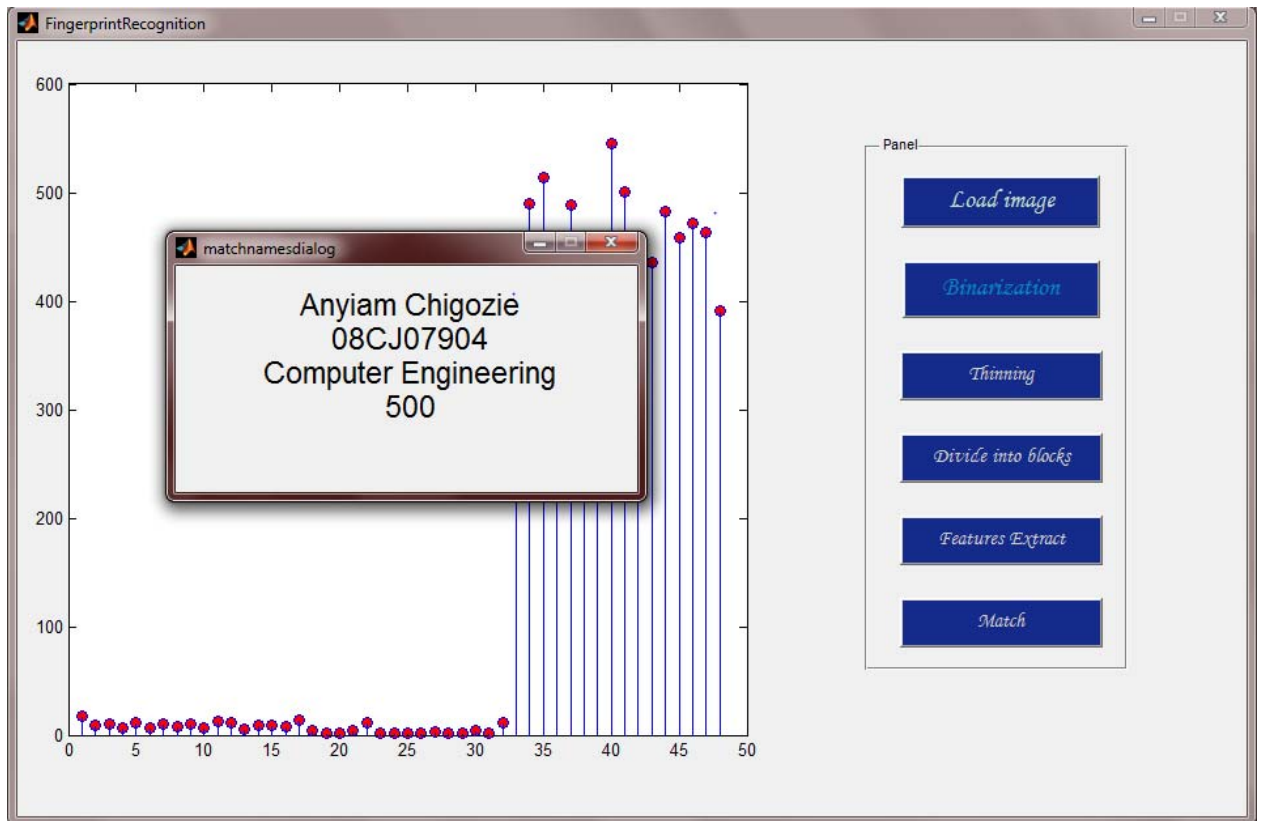 FingerprintRecognition
600
500
400
300
200
100
0
0 5 10 15 20 25 30 35 40 45 50
matchnamesdialog
Anyiam Chigozie
08CJ07904
Computer Engineering
500
Panel
Load image
Binarization
Thinning
Divide into blocks
Features Extract
Match